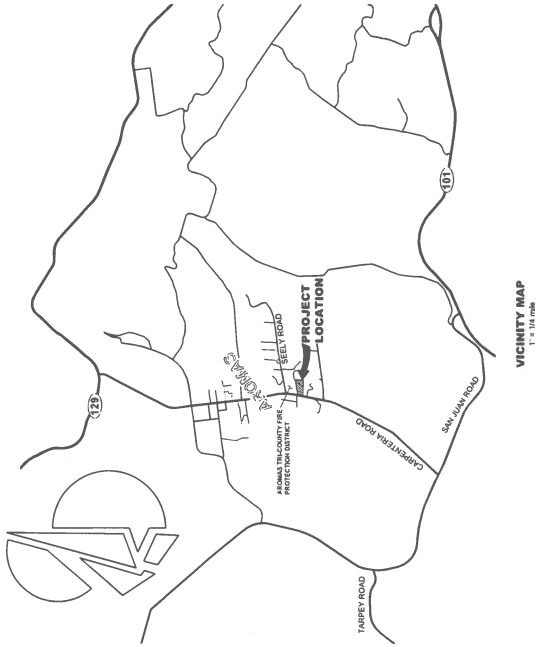 129
AROMAS
SEELY ROAD
PROJECT
LOCATION
AROMAS TRI-COUNTY FIRE
PROTECTION DISTRICT
101
CARPENTERIA ROAD
SAN JUAN ROAD
TARPEY ROAD
VICINITY MAP
1" = 1/4 mile